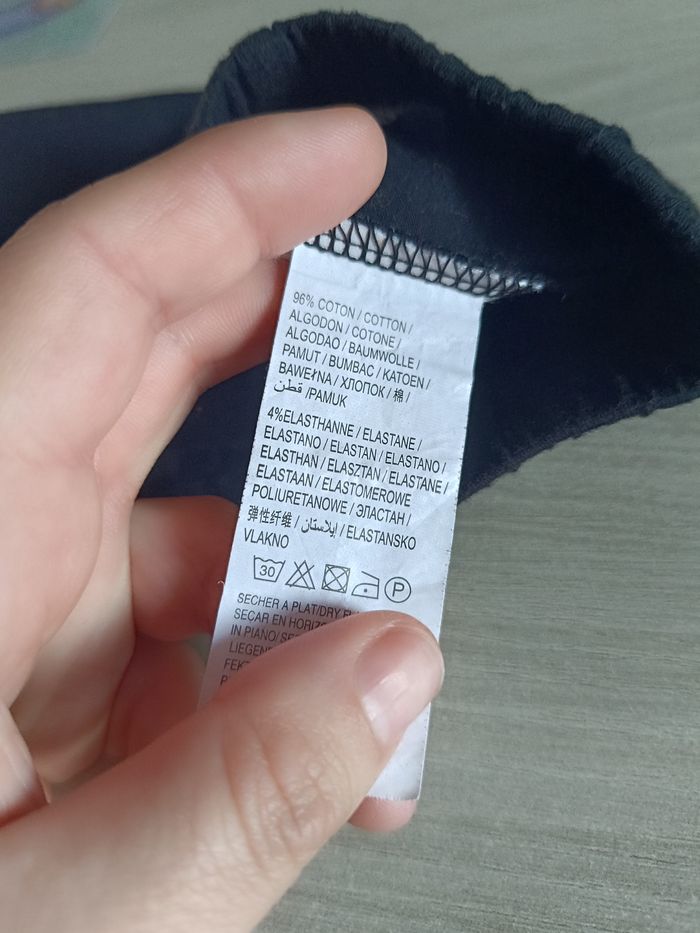 96% COTON / COTTON /
ALGODON / COTONE /
ALGODAO / BAUMWOLLE /
PAMUT / BUMBAC / KATOEN /
BAWEŁNA / ХЛОПОК / 棉 /
قطن /PAMUK
4%ELASTHANNE / ELASTANE /
ELASTANO / ELASTAN / ELASTANO /
ELASTHAN / ELASZTAN / ELASTANE /
ELASTAAN / ELASTOMEROWE
POLIURETANOWE / ЭЛАСТАН /
弹性纤维 / إيلاستان / ELASTANSKO
VLAKNO
30 P
SECHER A PLAT/DRY
SECAR EN
IN PIANO/